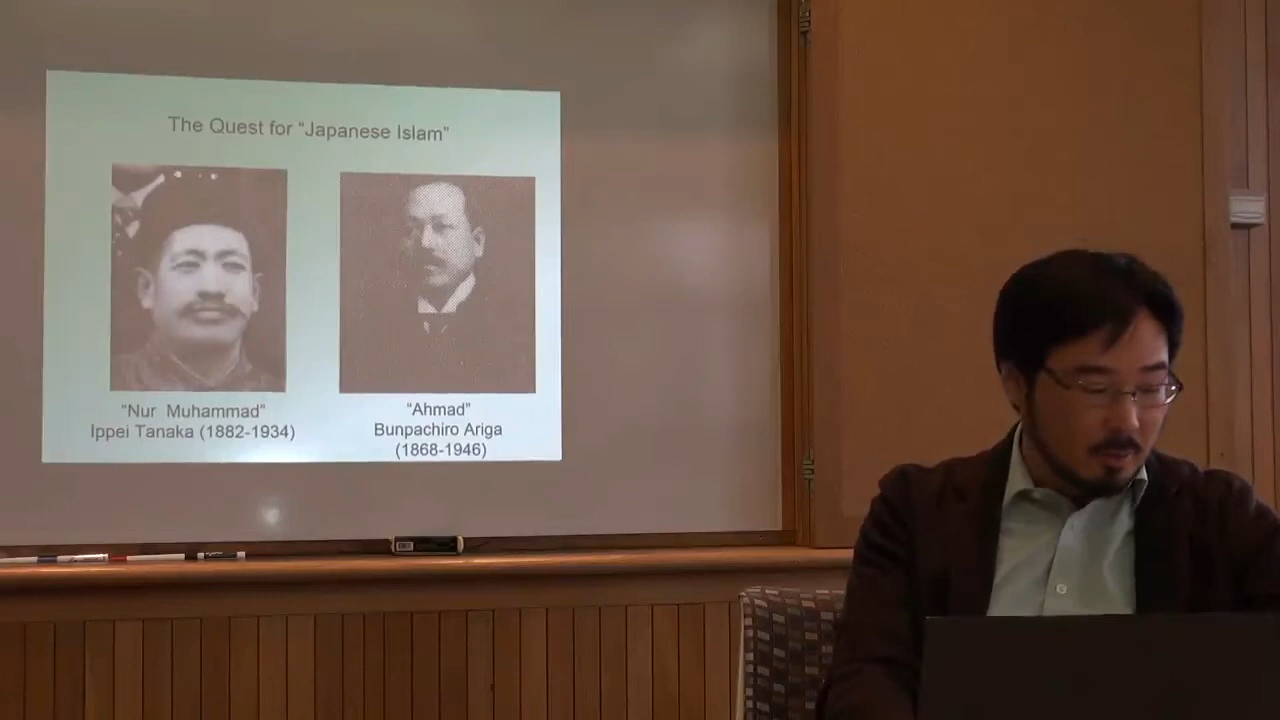 The Quest for “Japanese Islam”
“Nur Muhammad”
Ippei Tanaka (1882-1934)
“Ahmad”
Bunpachiro Ariga
(1868-1946)